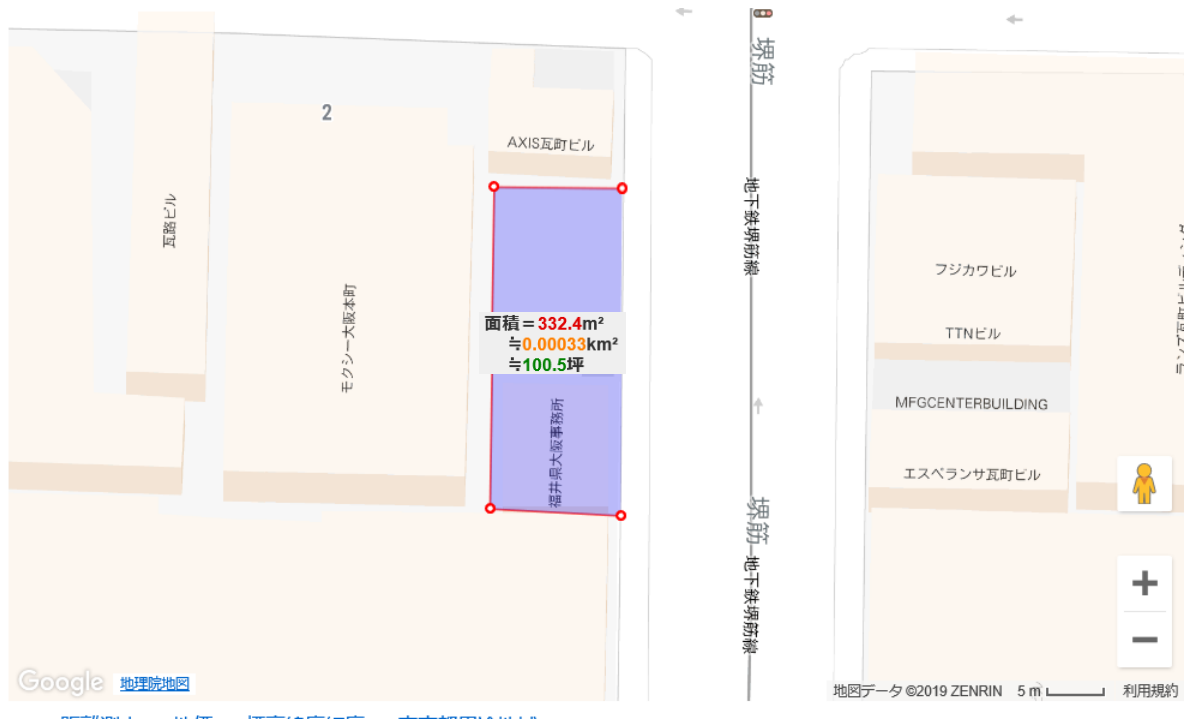 堺筋
2
AXIS瓦町ビル
瓦路ビル
地下鉄堺筋線
フジカワビル
モクシー大阪本町
面積＝332.4m²
≒0.00033km²
≒100.5坪
TTNビル
MFGCENTERBUILDING
福井県大阪事務所
エスペランサ瓦町ビル
堺筋
地下鉄堺筋線
Google
地理院地図
地図データ ©2019 ZENRIN
5 m
利用規約